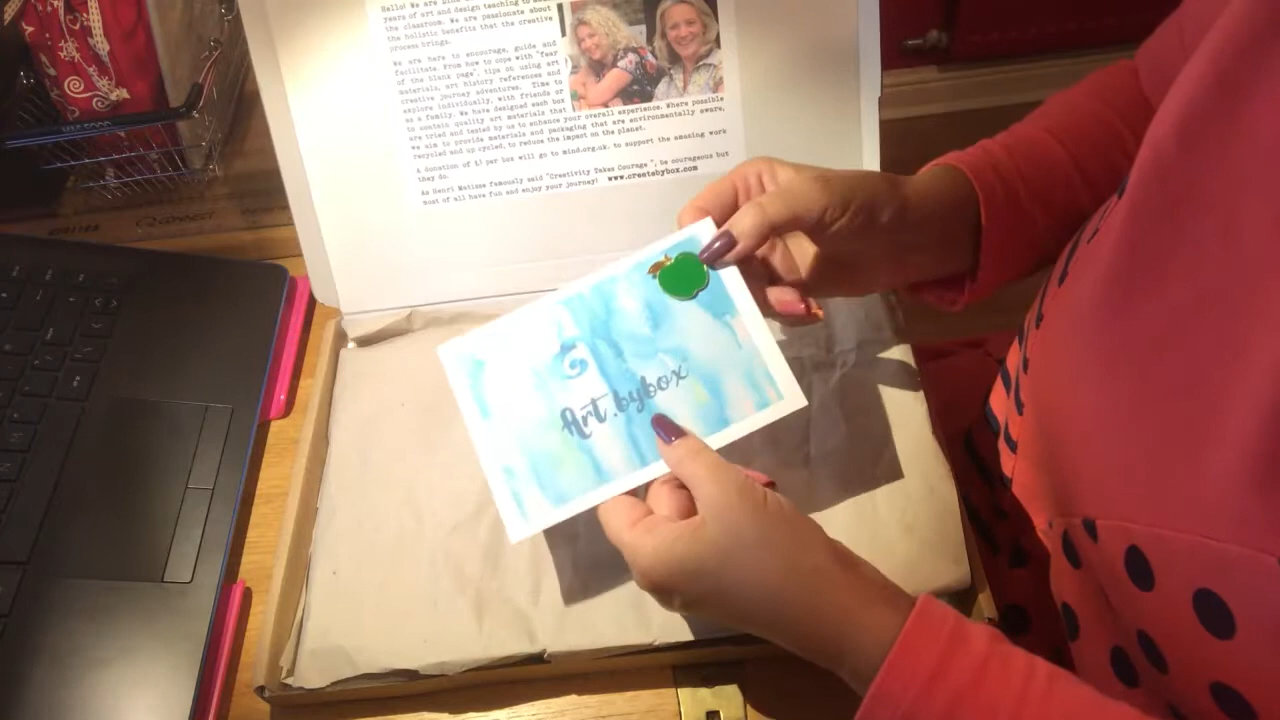 Hello! We are
years of art and design teaching to
the classroom. We are passionate about
the holistic benefits that the creative
process brings.
We are here to encourage, guide and
facilitate. From how to cope with "fear
of the blank page", tips on using art
materials, art history references and
creative journey adventures. Time to
explore individually, with friends or
as a family. We have designed each box
to contain quality art materials that
are tried and tested by us to enhance your overall experience. Where possible
we aim to provide materials and packaging that are environmentally aware,
recycled and up cycled, to reduce the impact on the planet.
A donation of £1 per box will go to mind.org.uk, to support the amazing work
they do.
As Henri Matisse famously said "Creativity Takes Courage", be courageous but
most of all have fun and enjoy your journey! www.createbybox.com
Art.bybox